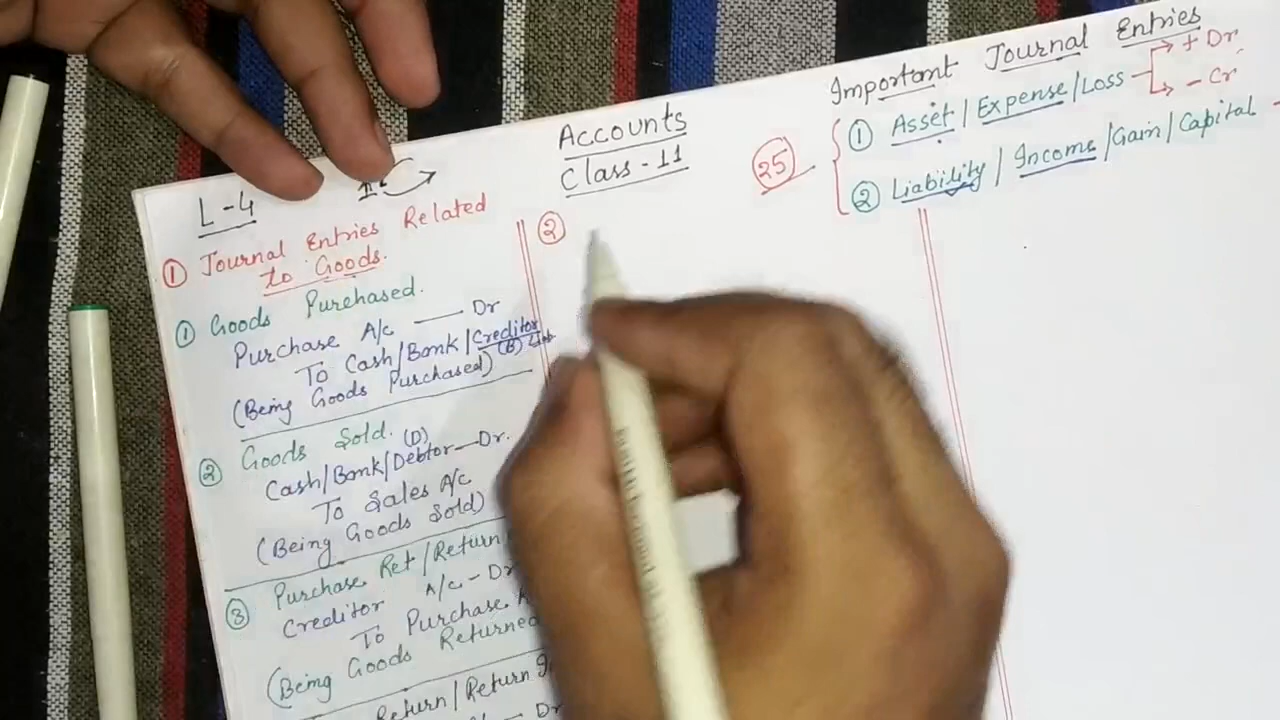 Important Journal Entries
Accounts
Class-11
25
① Asset / Expense / Loss
+ Dr
- Cr
② Liability / Income / Gain / Capital
L-4
① Journal Entries Related
to Goods.
① Goods Purchased.
Purchase A/c — Dr
To Cash/Bank/Creditor
(Being Goods Purchased)
② Goods Sold.
(D)
Cash/Bank/Debtor — Dr.
To Sales A/c
(Being Goods Sold)
③ Purchase Ret/Return
Creditor A/c - Dr
To Purchase
(Being Goods Returned
Return/Return
Dr
②